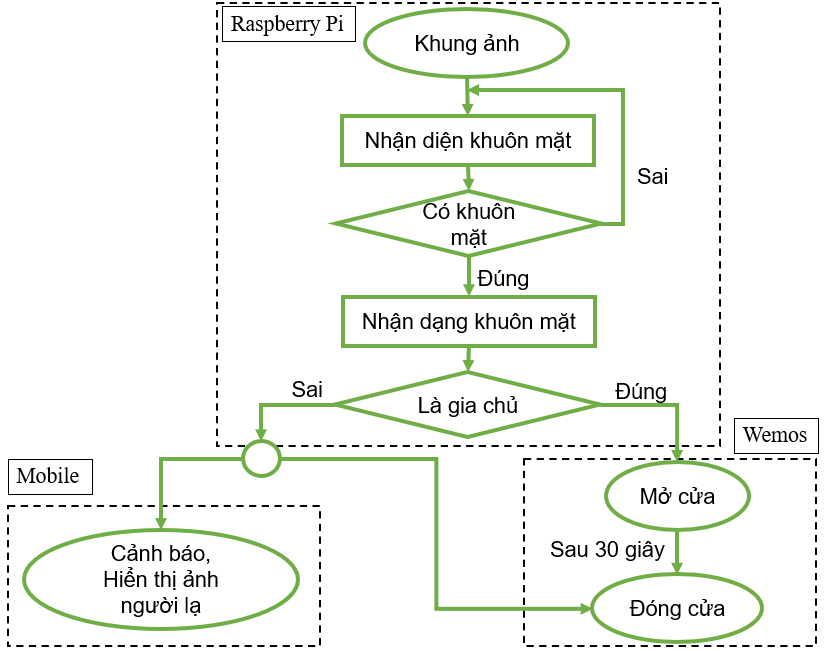 Raspberry Pi
Khung ảnh
Nhận diện khuôn mặt
Sai
Có khuôn
mặt
Đúng
Nhận dạng khuôn mặt
Sai
Là gia chủ
Đúng
Wemos
Mobile
Mở cửa
Sau 30 giây
Cảnh báo,
Hiển thị ảnh
người lạ
Đóng cửa